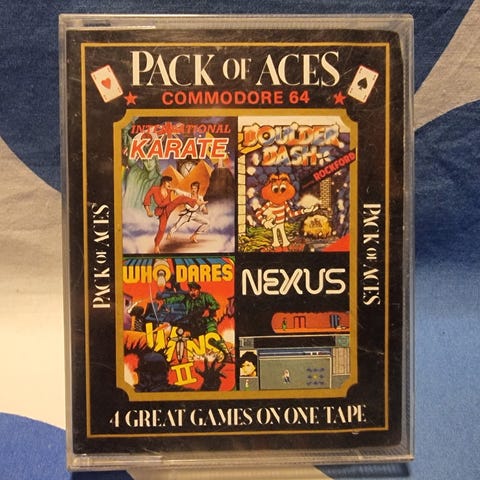 PACK OF ACES
COMMODORE 64
INTERNATIONAL
KARATE
BOULDER
DASH
ROCKFORD
PACK OF ACES
PACK OF ACES
WHO DARES
WINS
II
NEXUS
4 GREAT GAMES ON ONE TAPE